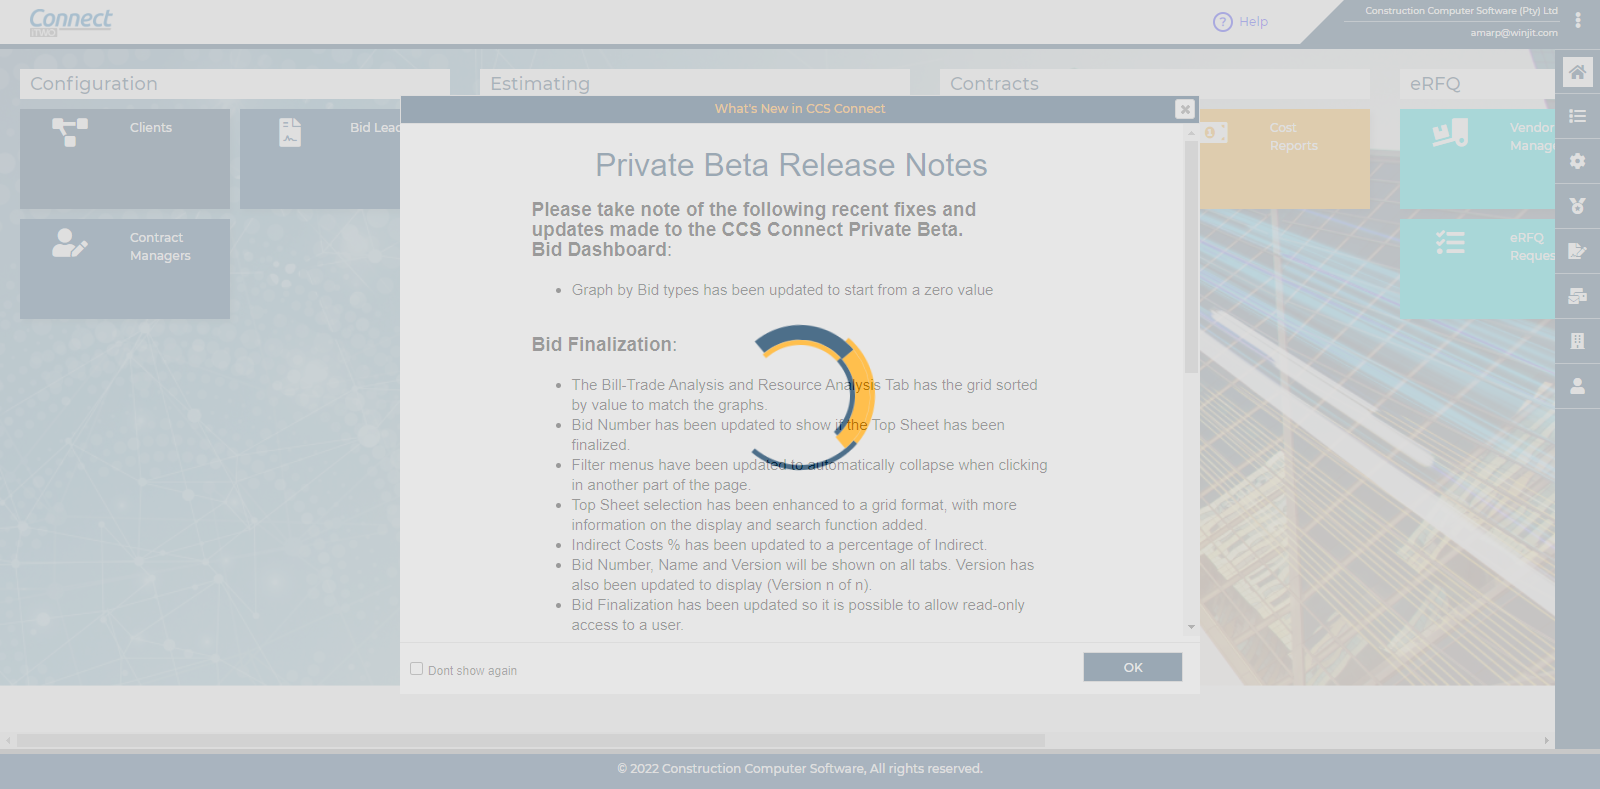 Connect
iTWO
? Help
Construction Computer Software (Pty) Ltd
amarp@winjit.com
Configuration
Estimating
Contracts
eRFQ
Clients
Bid Lead
Contract
Managers
Cost
Reports
Vendor
Manage
eRFQ
Reques
What's New in CCS Connect
Private Beta Release Notes
Please take note of the following recent fixes and
updates made to the CCS Connect Private Beta.
Bid Dashboard:
• Graph by Bid types has been updated to start from a zero value
Bid Finalization:
• The Bill-Trade Analysis and Resource Analysis Tab has the grid sorted
by value to match the graphs.
• Bid Number has been updated to show if the Top Sheet has been
finalized.
• Filter menus have been updated to automatically collapse when clicking
in another part of the page.
• Top Sheet selection has been enhanced to a grid format, with more
information on the display and search function added.
• Indirect Costs % has been updated to a percentage of Indirect.
• Bid Number, Name and Version will be shown on all tabs. Version has
also been updated to display (Version n of n).
• Bid Finalization has been updated so it is possible to allow read-only
access to a user.
Dont show again
OK
© 2022 Construction Computer Software, All rights reserved.